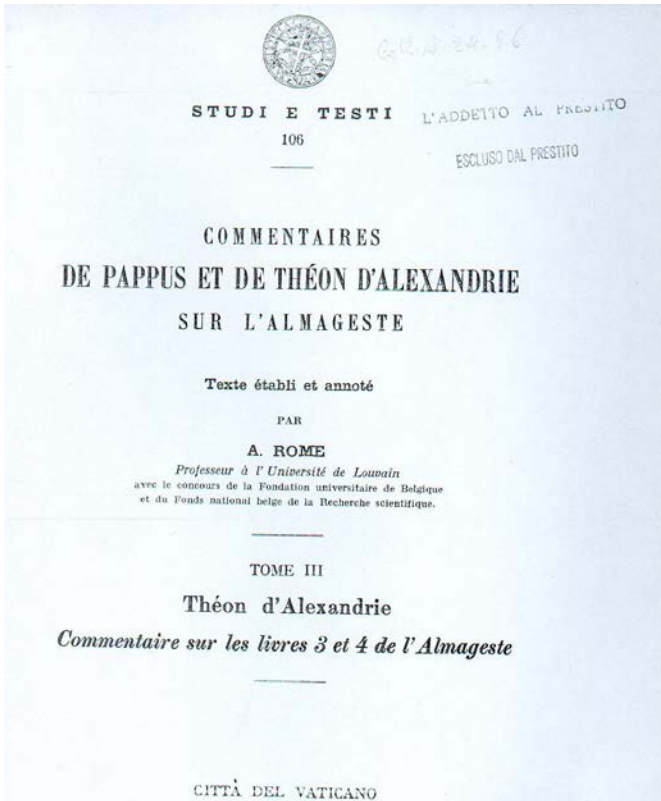 STUDI E TESTI
106
L'ADDETTO AL PRESTITO
ESCLUSO DAL PRESTITO
COMMENTAIRES
DE PAPPUS ET DE THÉON D'ALEXANDRIE
SUR L'ALMAGESTE
Texte établi et annoté
PAR
A. ROME
Professeur à l'Université de Louvain
avec le concours de la Fondation universitaire de Belgique
et du Fonds national belge de la Recherche scientifique.
TOME III
Théon d'Alexandrie
Commentaire sur les livres 3 et 4 de l'Almageste
CITTÀ DEL VATICANO